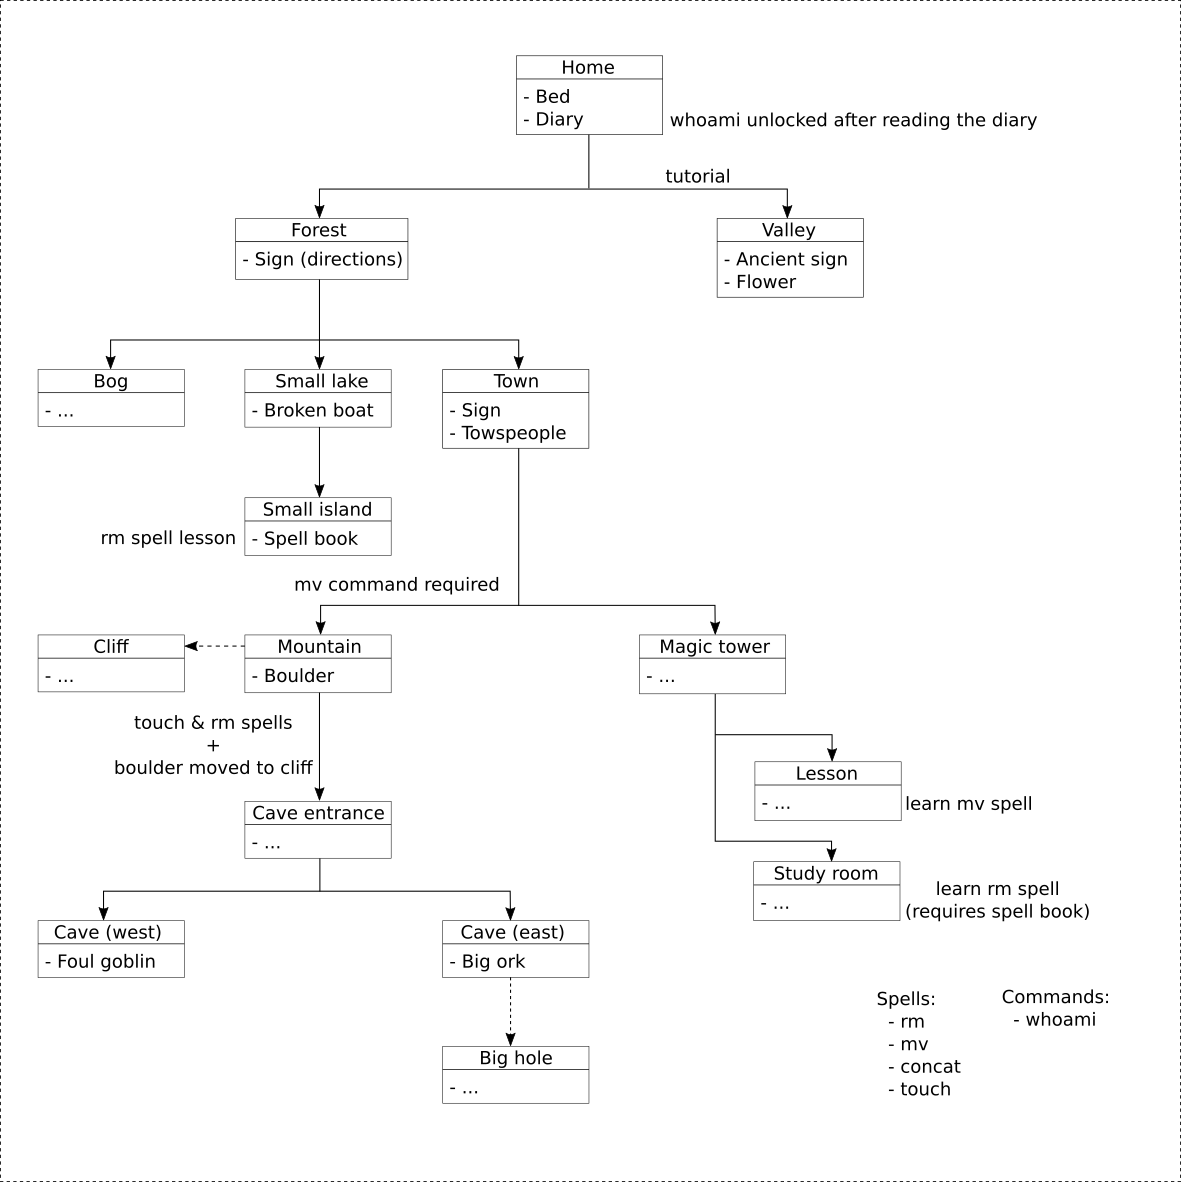 Home
- Bed
- Diary
whoami unlocked after reading the diary
tutorial
Forest
- Sign (directions)
Valley
- Ancient sign
- Flower
Bog
- ...
Small lake
- Broken boat
Town
- Sign
- Towspeople
Small island
- Spell book
rm spell lesson
mv command required
Cliff
- ...
Mountain
- Boulder
Magic tower
- ...
touch & rm spells
+
boulder moved to cliff
Lesson
- ...
learn mv spell
Cave entrance
- ...
Study room
- ...
learn rm spell
(requires spell book)
Cave (west)
- Foul goblin
Cave (east)
- Big ork
Big hole
- ...
Spells:
- rm
- mv
- concat
- touch
Commands:
- whoami